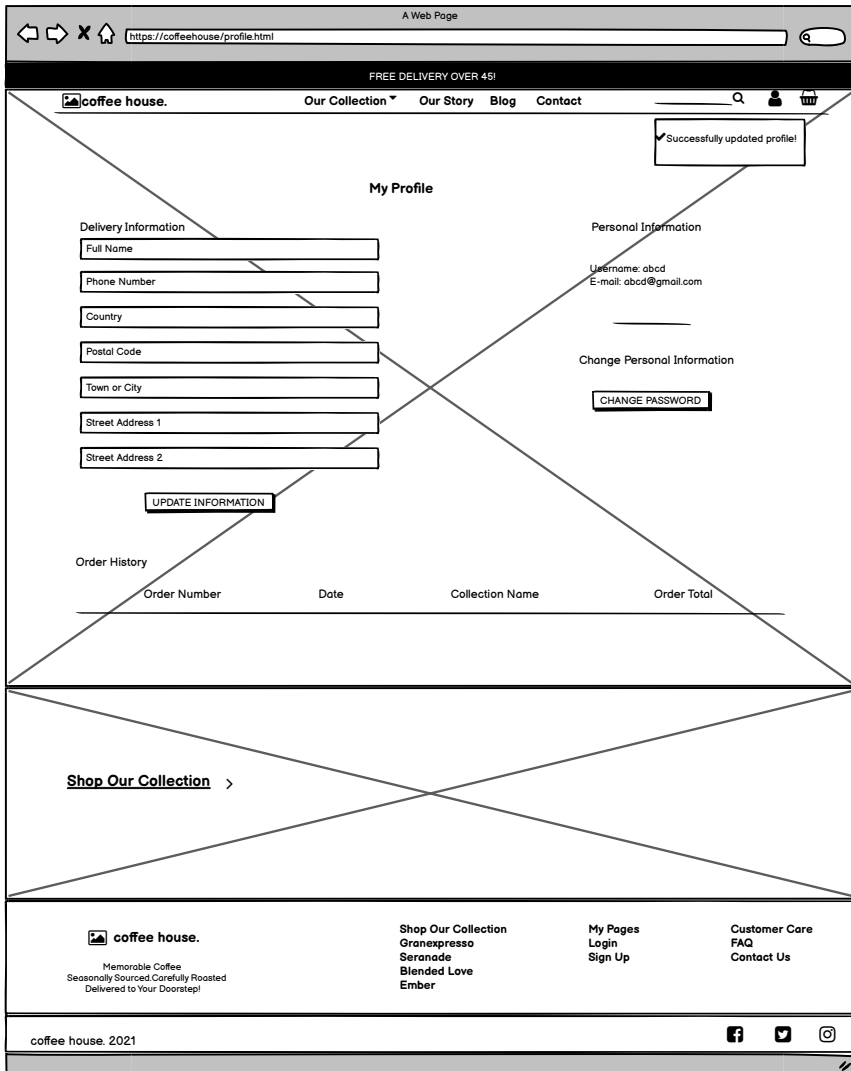 A Web Page
https://coffeehouse/profile.html
FREE DELIVERY OVER 45!
coffee house. Our Collection Our Story Blog Contact
Successfully updated profile!
My Profile
Delivery Information
Full Name
Phone Number
Country
Postal Code
Town or City
Street Address 1
Street Address 2
UPDATE INFORMATION
Personal Information
Username: abcd
E-mail: abcd@gmail.com
Change Personal Information
CHANGE PASSWORD
Order History
Order Number Date Collection Name Order Total
Shop Our Collection >
coffee house.
Memorable Coffee
Seasonally Sourced.Carefully Roasted
Delivered to Your Doorstep!
Shop Our Collection
Granexpresso
Seranade
Blended Love
Ember
My Pages
Login
Sign Up
Customer Care
FAQ
Contact Us
coffee house. 2021